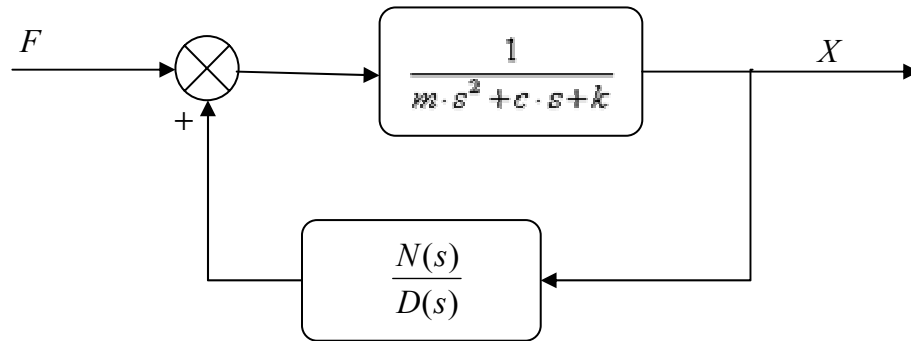 F
X
1
m · s² + c · s + k
+
N(s)
D(s)